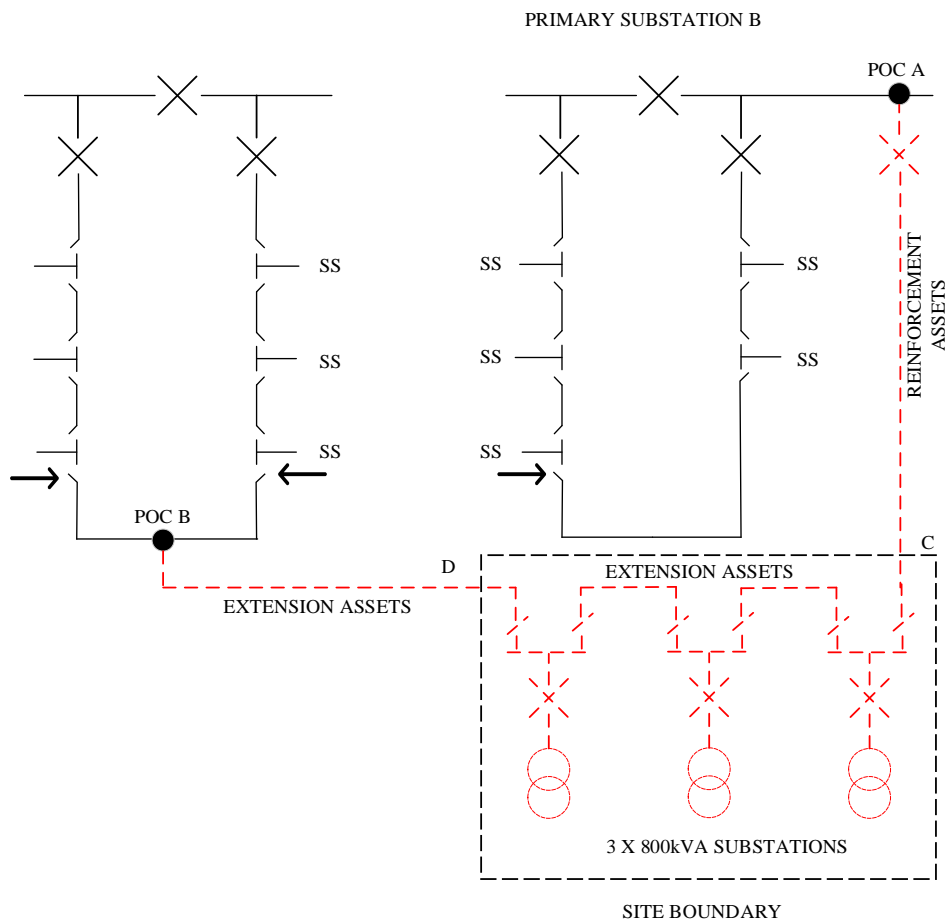 PRIMARY SUBSTATION B
POC A
SS
SS
SS
SS
SS
SS
SS
SS
REINFORCEMENT
ASSETS
POC B
C
D
EXTENSION ASSETS
EXTENSION ASSETS
3 X 800kVA SUBSTATIONS
SITE BOUNDARY